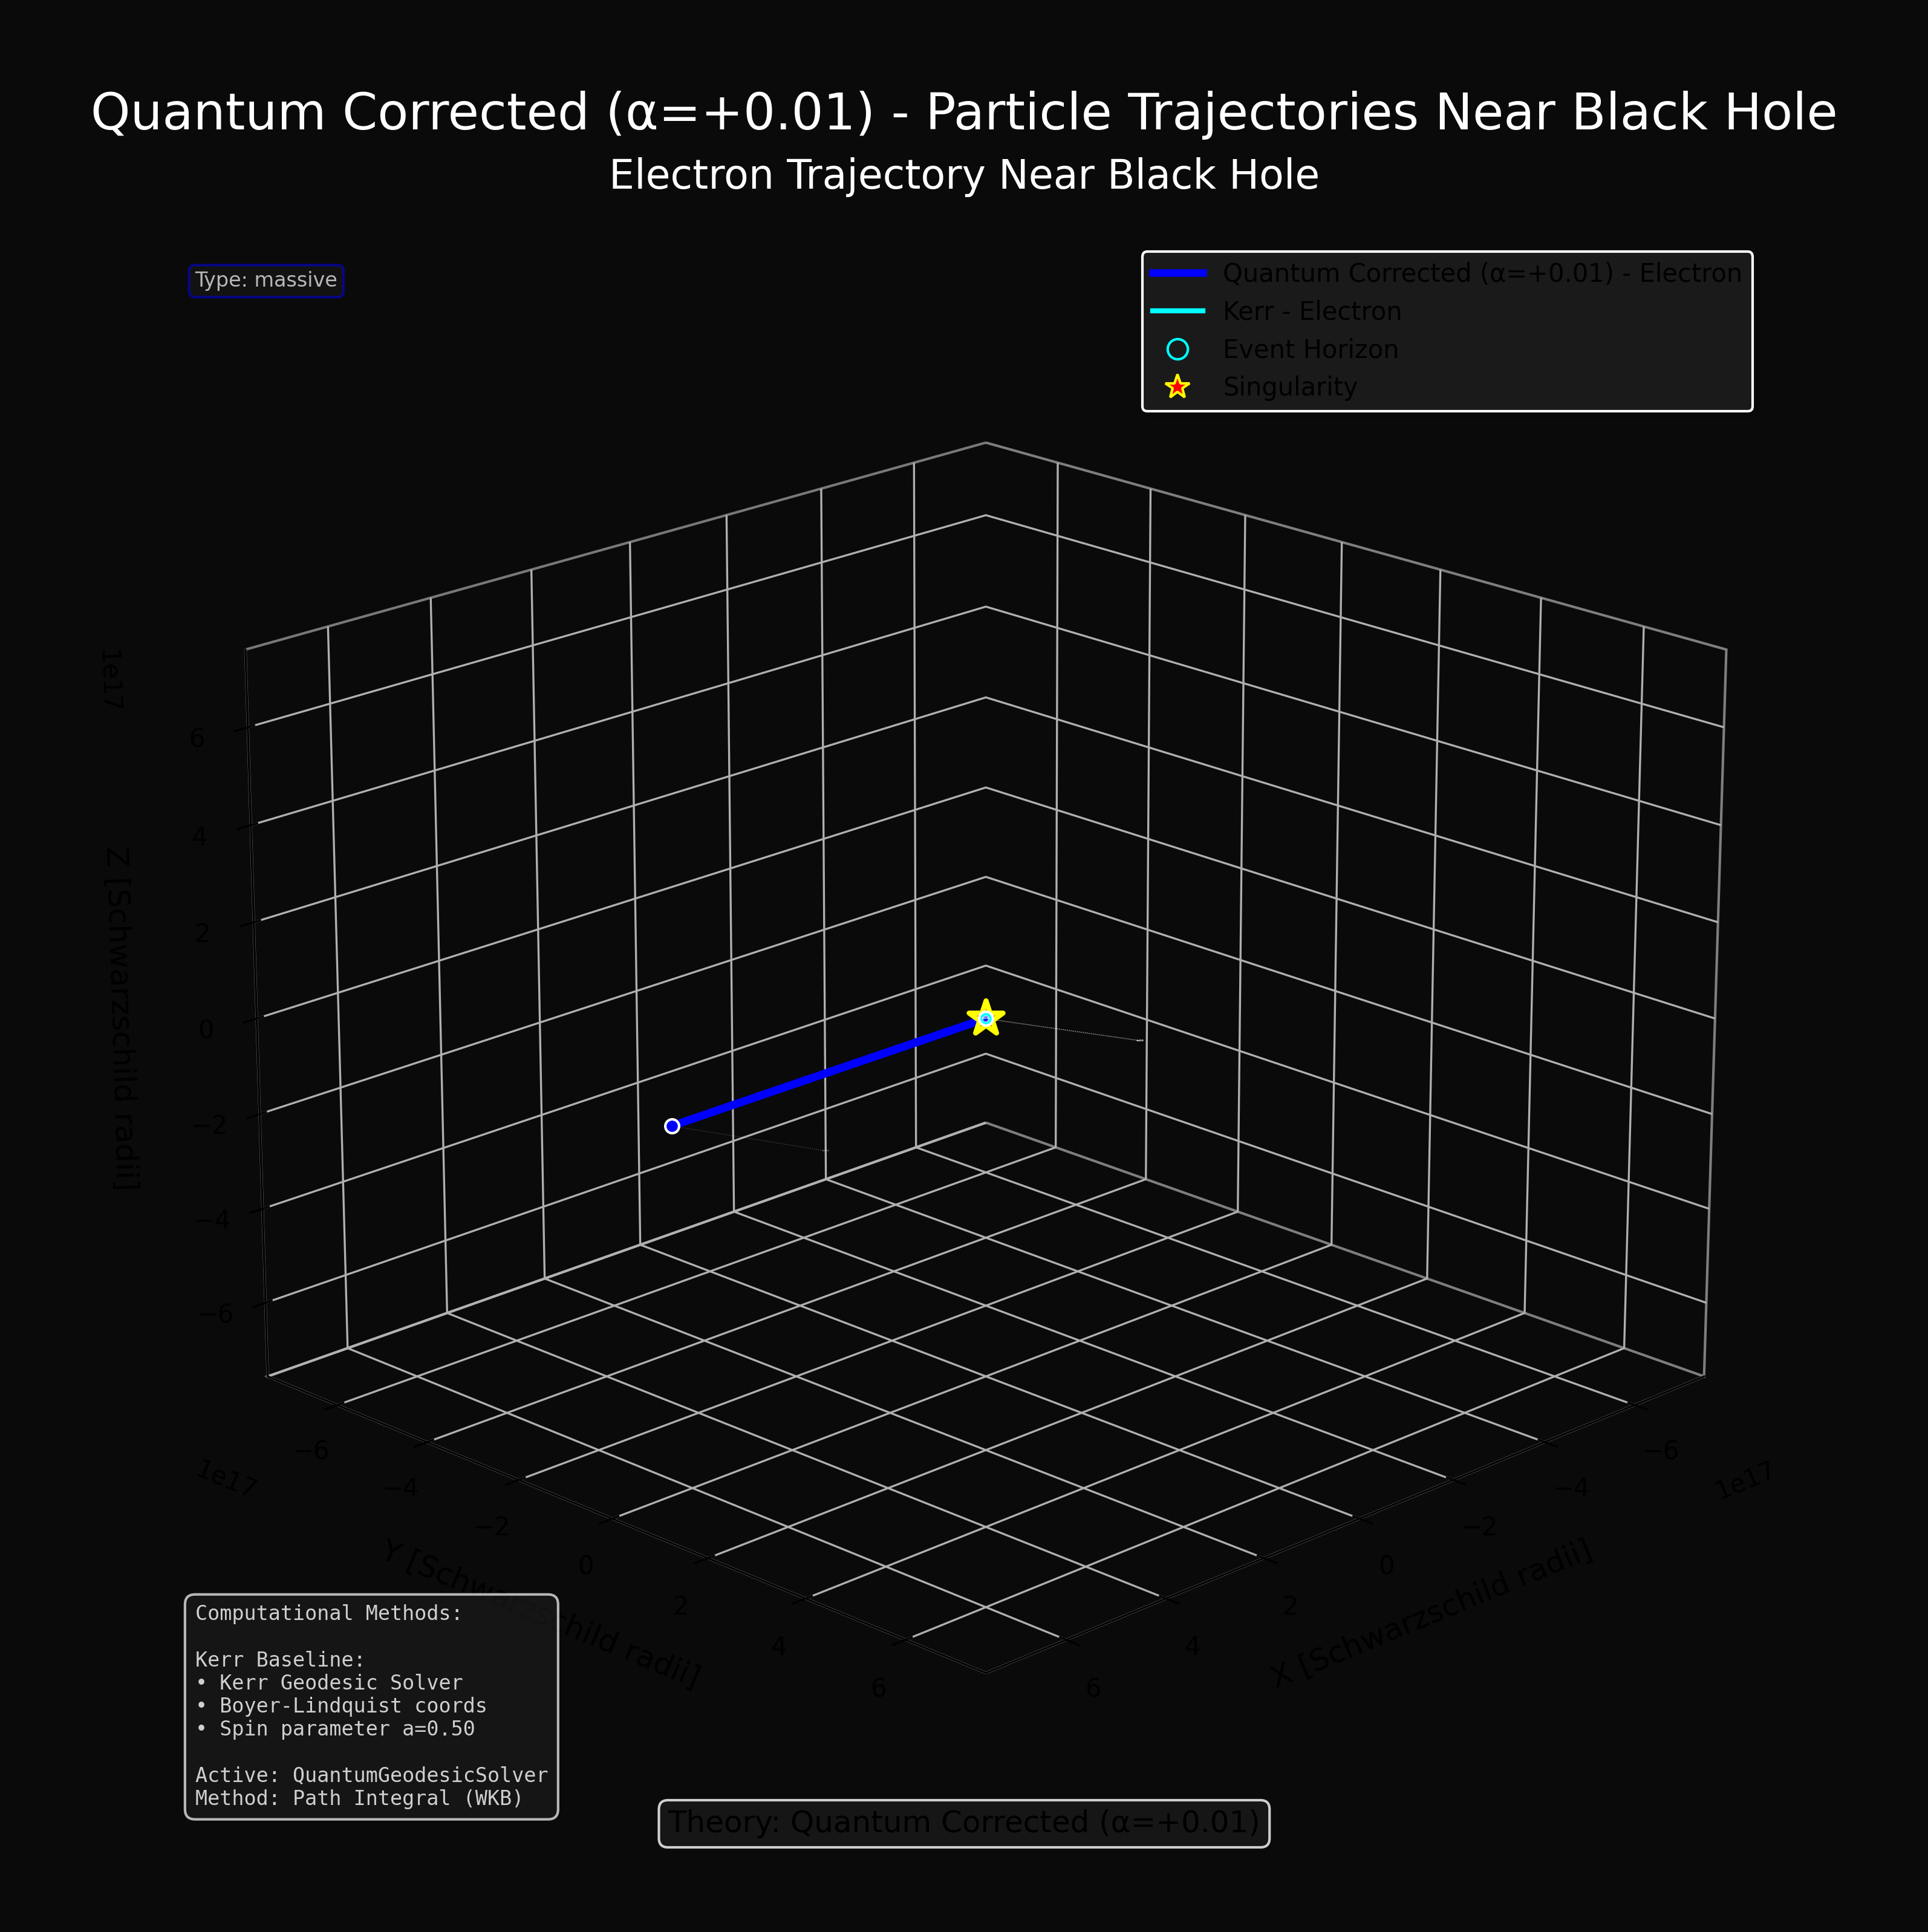 Quantum Corrected (α=+0.01) - Particle Trajectories Near Black Hole
Electron Trajectory Near Black Hole
Type: massive
Quantum Corrected (α=+0.01) - Electron
Kerr - Electron
Event Horizon
Singularity
1e17
6
4
2
0
−2
−4
−6
Z [Schwarzschild radii]
−6
−4
−2
0
2
4
6
1e17
Y [Schwarzschild radii]
−6
−4
−2
0
2
4
6
1e17
X [Schwarzschild radii]
Computational Methods:
Kerr Baseline:
• Kerr Geodesic Solver
• Boyer-Lindquist coords
• Spin parameter a=0.50
Active: QuantumGeodesicSolver
Method: Path Integral (WKB)
Theory: Quantum Corrected (α=+0.01)